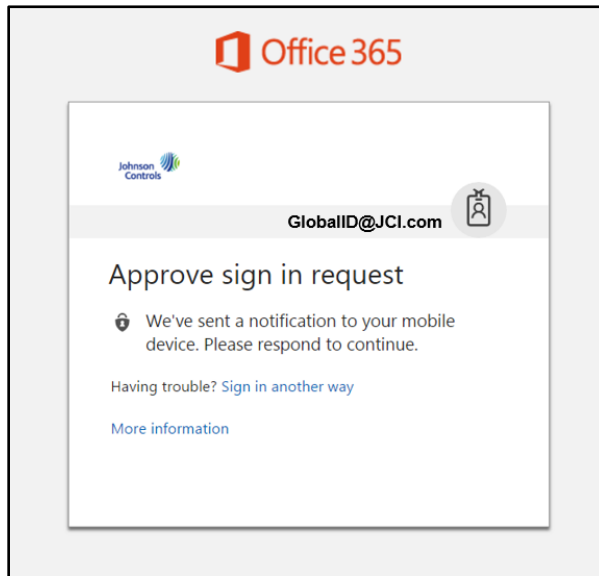 Office 365
Johnson
Controls
GlobalID@JCI.com
Approve sign in request
We've sent a notification to your mobile
device. Please respond to continue.
Having trouble? Sign in another way
More information